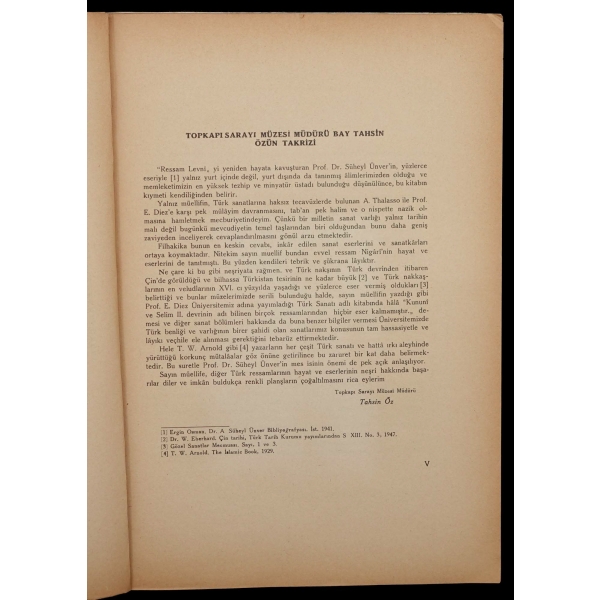 TOPKAPI SARAYI MÜZESİ MÜDÜRÜ BAY TAHSİN
ÖZÜN TAKRİZİ
"Ressam Levni„ yi yeniden hayata kavuşturan Prof. Dr. Süheyl Ünver'in, yüzlerce
eseriyle [1] yalnız yurt içinde değil, yurt dışında da tanınmış âlimlerimizden olduğu ve
memleketimizin en yüksek tezhip ve minyatür üstadı bulunduğu düşünülünce, bu kitabın
kıymeti kendiliğinden belirir.
Yalnız müellifin, Türk sanatlarına haksız tecavüzlerde bulunan A. Thalasso ile Prof.
E. Diez'e karşı pek mülâyim davranmasını, tab'an pek halim ve o nispette nazik ol-
masına hamletmek mecburiyetindeyim. Çünkü bir milletin sanat varlığı yalnız tarihin
malı değil bugünkü mevcudiyetin temel taşlarından biri olduğundan bunu daha geniş
zaviyeden inceliyerek cevaplandırılmasını gönül arzu etmektedir.
Filhakika bunun en keskin cevabı, inkâr edilen sanat eserlerini ve sanatkârları
ortaya koymaktadır. Nitekim sayın müellif bundan evvel ressam Nigârî'nin hayat ve
eserlerini de tanıtmıştı. Bu yüzden kendileri tebrik ve şükrana lâyıktır.
Ne çare ki bu gibi neşriyata rağmen, ve Türk nakşının Türk devrinden itibaren
Çin'de görüldüğü ve bilhassa Türkistan tesirinin ne kadar büyük [2] ve Türk nakkaş-
larının en veludlarının XVI. cı yüzyılda yaşadığı ve yüzlerce eser vermiş oldukları [3]
belirttiği ve bunlar müzelerimizde serili bulunduğu halde, sayın müellifin yazdığı gibi
Prof. E. Diez Üniversitemiz adına yayımladığı Türk Sanatı adlı kitabında hâlâ "Kanunî
ve Selim II. devrinin adı bilinen birçok ressamlarından hiçbir eser kalmamıştır„, de-
mesi ve diğer sanat bölümleri hakkında da buna benzer bilgiler vermesi Üniversitemizde
Türk benliği ve varlığının birer şahidi olan sanatlarımız konusunun tam hassasiyetle ve
lâyıkı veçhile ele alınması gerektiğini tebarüz ettirmektedir.
Hele T. W. Arnold gibi [4] yazarların her çeşit Türk sanatı ve hattâ ırkı aleyhinde
yürüttüğü korkunç mütalâalar göz önüne getirilince bu zaruret bir kat daha belirmek-
tedir. Bu suretle Prof. Dr. Süheyl Ünver'in mes'aisinin önemi de pek açık anlaşılıyor.
Sayın müellife, diğer Türk ressamlarının hayat ve eserlerinin neşri hakkında başa-
rılar diler ve imkân buldukça renkli planşların çoğaltılmasını rica eylerim
Topkapı Sarayı Müzesi Müdürü
Tahsin Öz
[1] Ergin Osman, Dr. A. Süheyl Ünver Bibliyoğrafyası, İst. 1941.
[2] Dr. W. Eberhard, Çin tarihi, Türk Tarih Kurumu yayınlarından S. XIII. No. 3, 1947.
[3] Güzel Sanatlar Mecmuası, Sayı, 1 ve 5.
[4] T. W. Arnold, The Islamic Book, 1929.
V